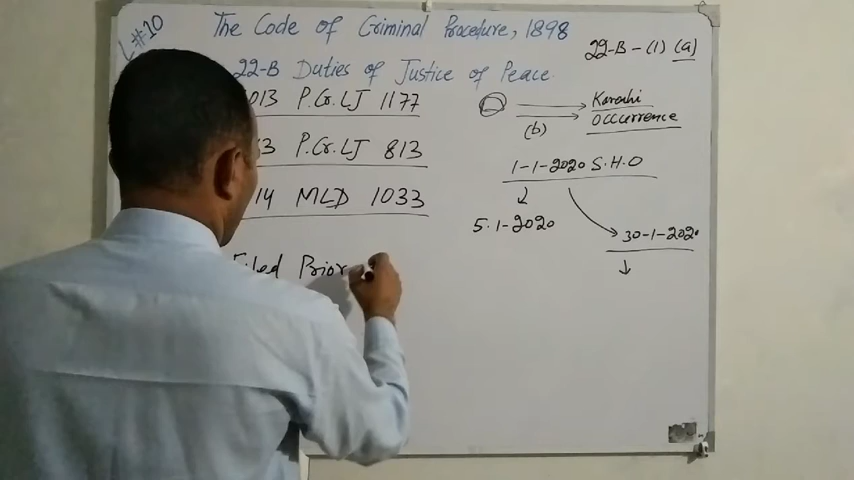 L#10
The Code of Criminal Procedure, 1898
22-B Duties of Justice of Peace
013 P.Cr.LJ 1177
3 P.Cr.LJ 813
14 MLD 1033
Filed Prior
22-B-(1) (a)
Karachi
occurrence
(b)
1-1-2020 S.H.O
5.1-2020
30-1-2020